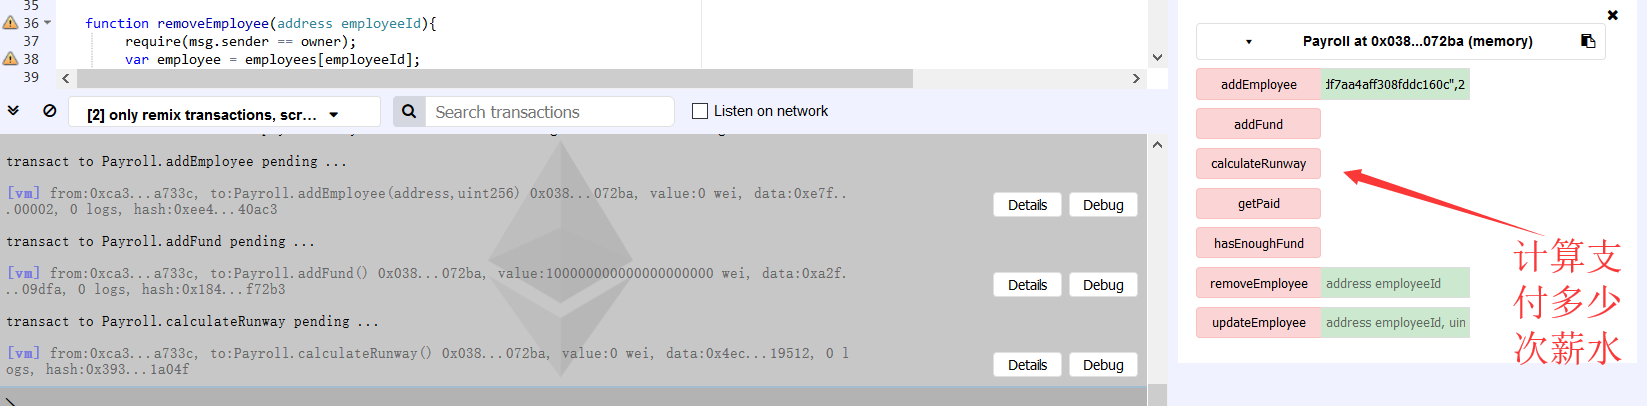 35
36 function removeEmployee(address employeeId){
37 require(msg.sender == owner);
38 var employee = employees[employeeId];
39
[2] only remix transactions, scr...
Search transactions
Listen on network
transact to Payroll.addEmployee pending ...
[vm] from:0xca3...a733c, to:Payroll.addEmployee(address,uint256) 0x038...072ba, value:0 wei, data:0xe7f..
.00002, 0 logs, hash:0xee4...40ac3
Details Debug
transact to Payroll.addFund pending ...
[vm] from:0xca3...a733c, to:Payroll.addFund() 0x038...072ba, value:100000000000000000000 wei, data:0xa2f.
..09dfa, 0 logs, hash:0x184...f72b3
Details Debug
transact to Payroll.calculateRunway pending ...
[vm] from:0xca3...a733c, to:Payroll.calculateRunway() 0x038...072ba, value:0 wei, data:0x4ec...19512, 0 l
ogs, hash:0x393...1a04f
Details Debug
>
Payroll at 0x038...072ba (memory)
addEmployee df7aa4aff308fddc160c",2
addFund
calculateRunway
getPaid
hasEnoughFund
removeEmployee address employeeId
updateEmployee address employeeId, uin
计算支
付多少
次薪水